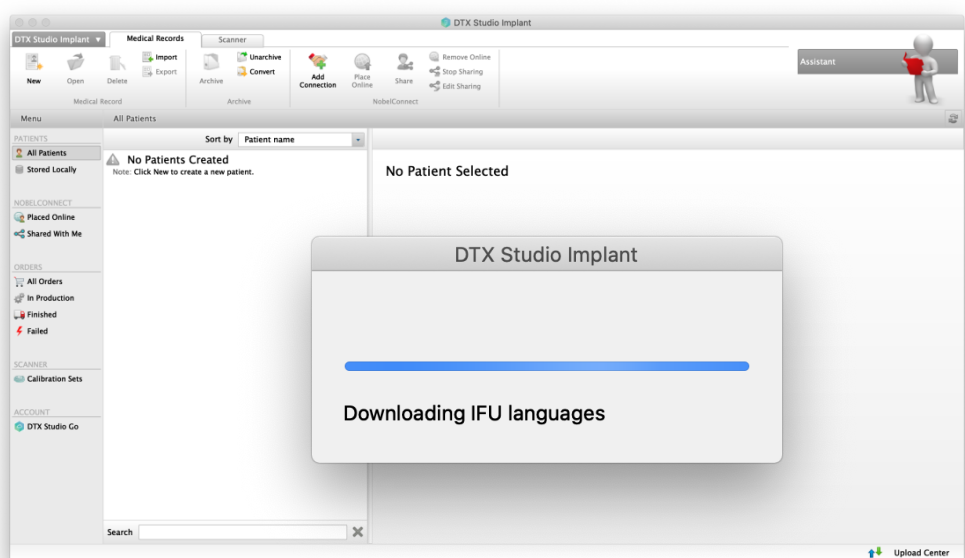 DTX Studio Implant
DTX Studio Implant
Medical Records
Scanner
New
Open
Delete
Import
Export
Medical Record
Archive
Unarchive
Convert
Archive
Add Connection
Place Online
Share
Remove Online
Stop Sharing
Edit Sharing
NobelConnect
Assistant
Menu
All Patients
PATIENTS
All Patients
Stored Locally
NOBELCONNECT
Placed Online
Shared With Me
ORDERS
All Orders
In Production
Finished
Failed
SCANNER
Calibration Sets
ACCOUNT
DTX Studio Go
Sort by Patient name
No Patients Created
Note: Click New to create a new patient.
No Patient Selected
DTX Studio Implant
Downloading IFU languages
Search
Upload Center